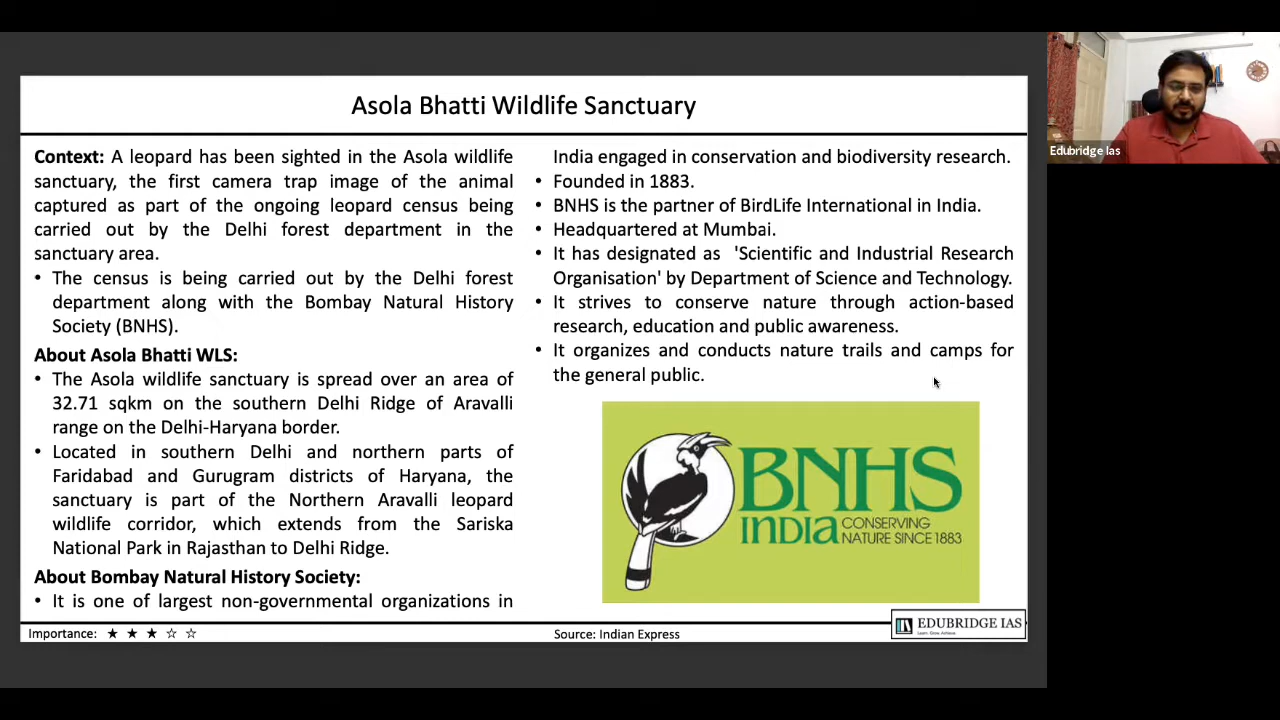 Asola Bhatti Wildlife Sanctuary
Context: A leopard has been sighted in the Asola wildlife
sanctuary, the first camera trap image of the animal
captured as part of the ongoing leopard census being
carried out by the Delhi forest department in the
sanctuary area.
• The census is being carried out by the Delhi forest
department along with the Bombay Natural History
Society (BNHS).
About Asola Bhatti WLS:
• The Asola wildlife sanctuary is spread over an area of
32.71 sqkm on the southern Delhi Ridge of Aravalli
range on the Delhi-Haryana border.
• Located in southern Delhi and northern parts of
Faridabad and Gurugram districts of Haryana, the
sanctuary is part of the Northern Aravalli leopard
wildlife corridor, which extends from the Sariska
National Park in Rajasthan to Delhi Ridge.
About Bombay Natural History Society:
• It is one of largest non-governmental organizations in
India engaged in conservation and biodiversity research.
• Founded in 1883.
• BNHS is the partner of BirdLife International in India.
• Headquartered at Mumbai.
• It has designated as 'Scientific and Industrial Research
Organisation' by Department of Science and Technology.
• It strives to conserve nature through action-based
research, education and public awareness.
• It organizes and conducts nature trails and camps for
the general public.
BNHS
INDIA
CONSERVING
NATURE SINCE 1883
Importance: ★ ★ ★ ☆ ☆
Source: Indian Express
EDUBRIDGE IAS
Learn. Grow. Achieve
Edubridge Ias